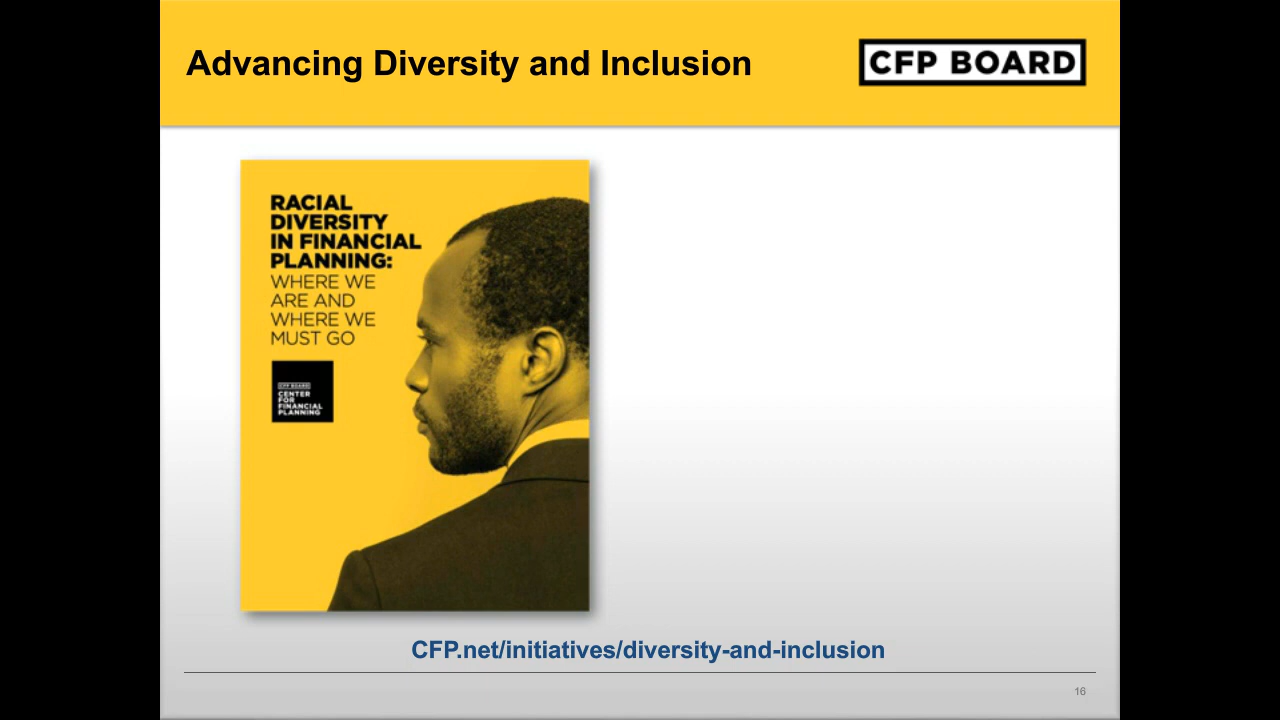 Advancing Diversity and Inclusion
CFP BOARD
RACIAL
DIVERSITY
IN FINANCIAL
PLANNING:
WHERE WE
ARE AND
WHERE WE
MUST GO
CFP BOARD
CENTER
FOR
FINANCIAL
PLANNING
CFP.net/initiatives/diversity-and-inclusion
16